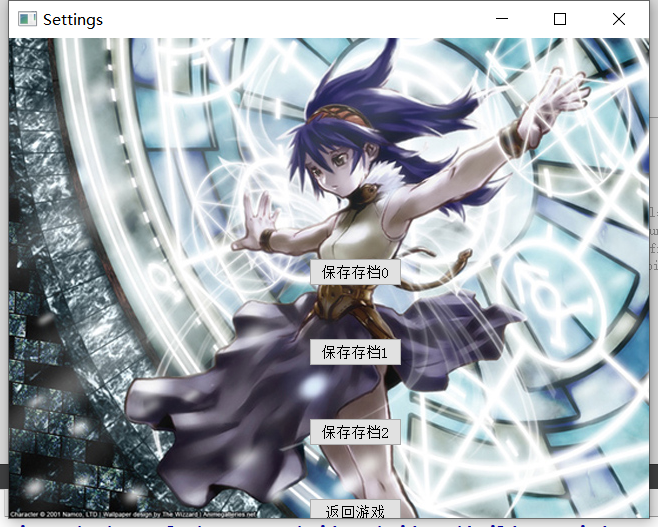 Settings
保存存档0
保存存档1
保存存档2
返回游戏
Character © 2001 Namco, LTD | Wallpaper design by The Wizzard | Animegalleries.net